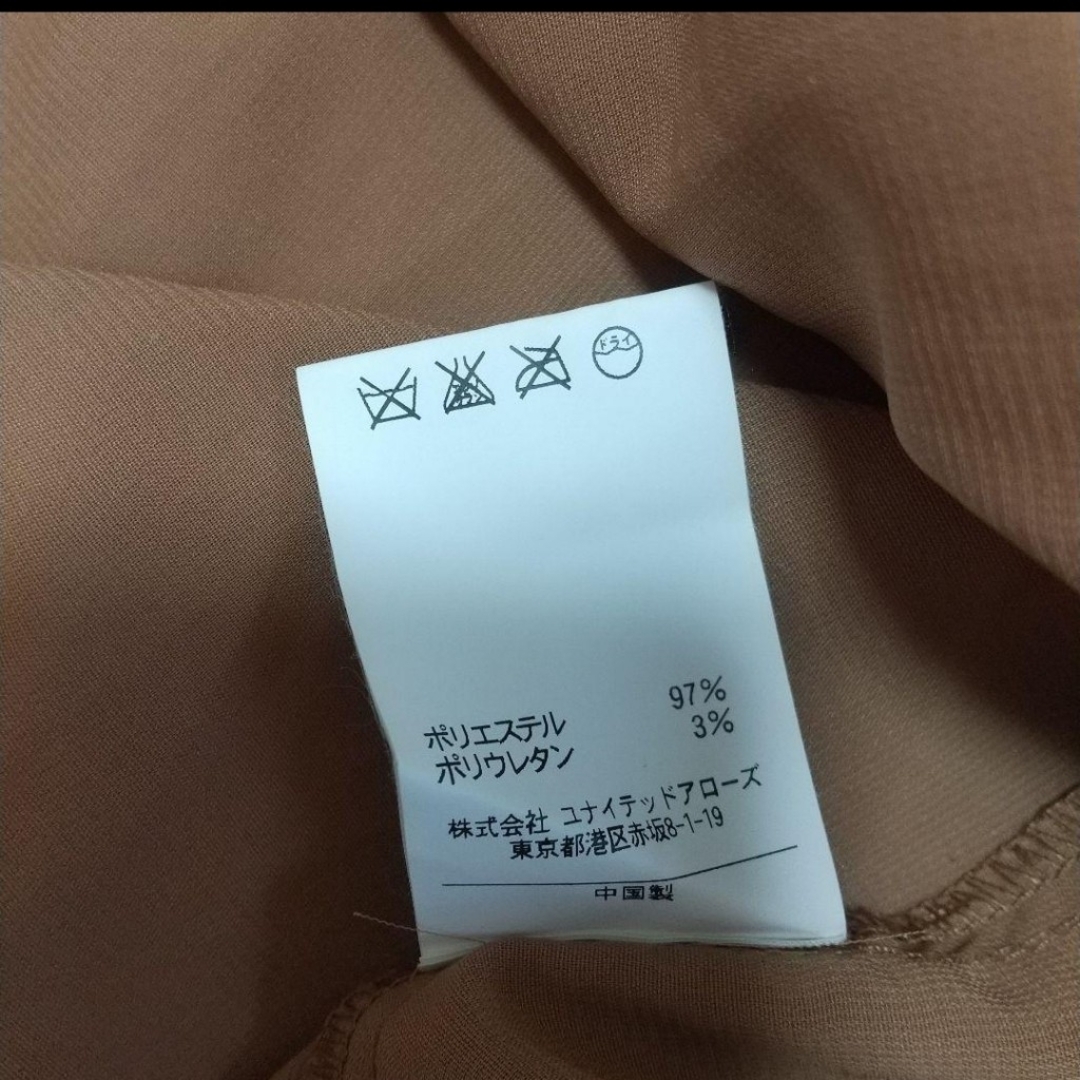 ドライ
ポリエステル 97%
ポリウレタン 3%
株式会社 ユナイテッドアローズ
東京都港区赤坂8-1-19
中国製